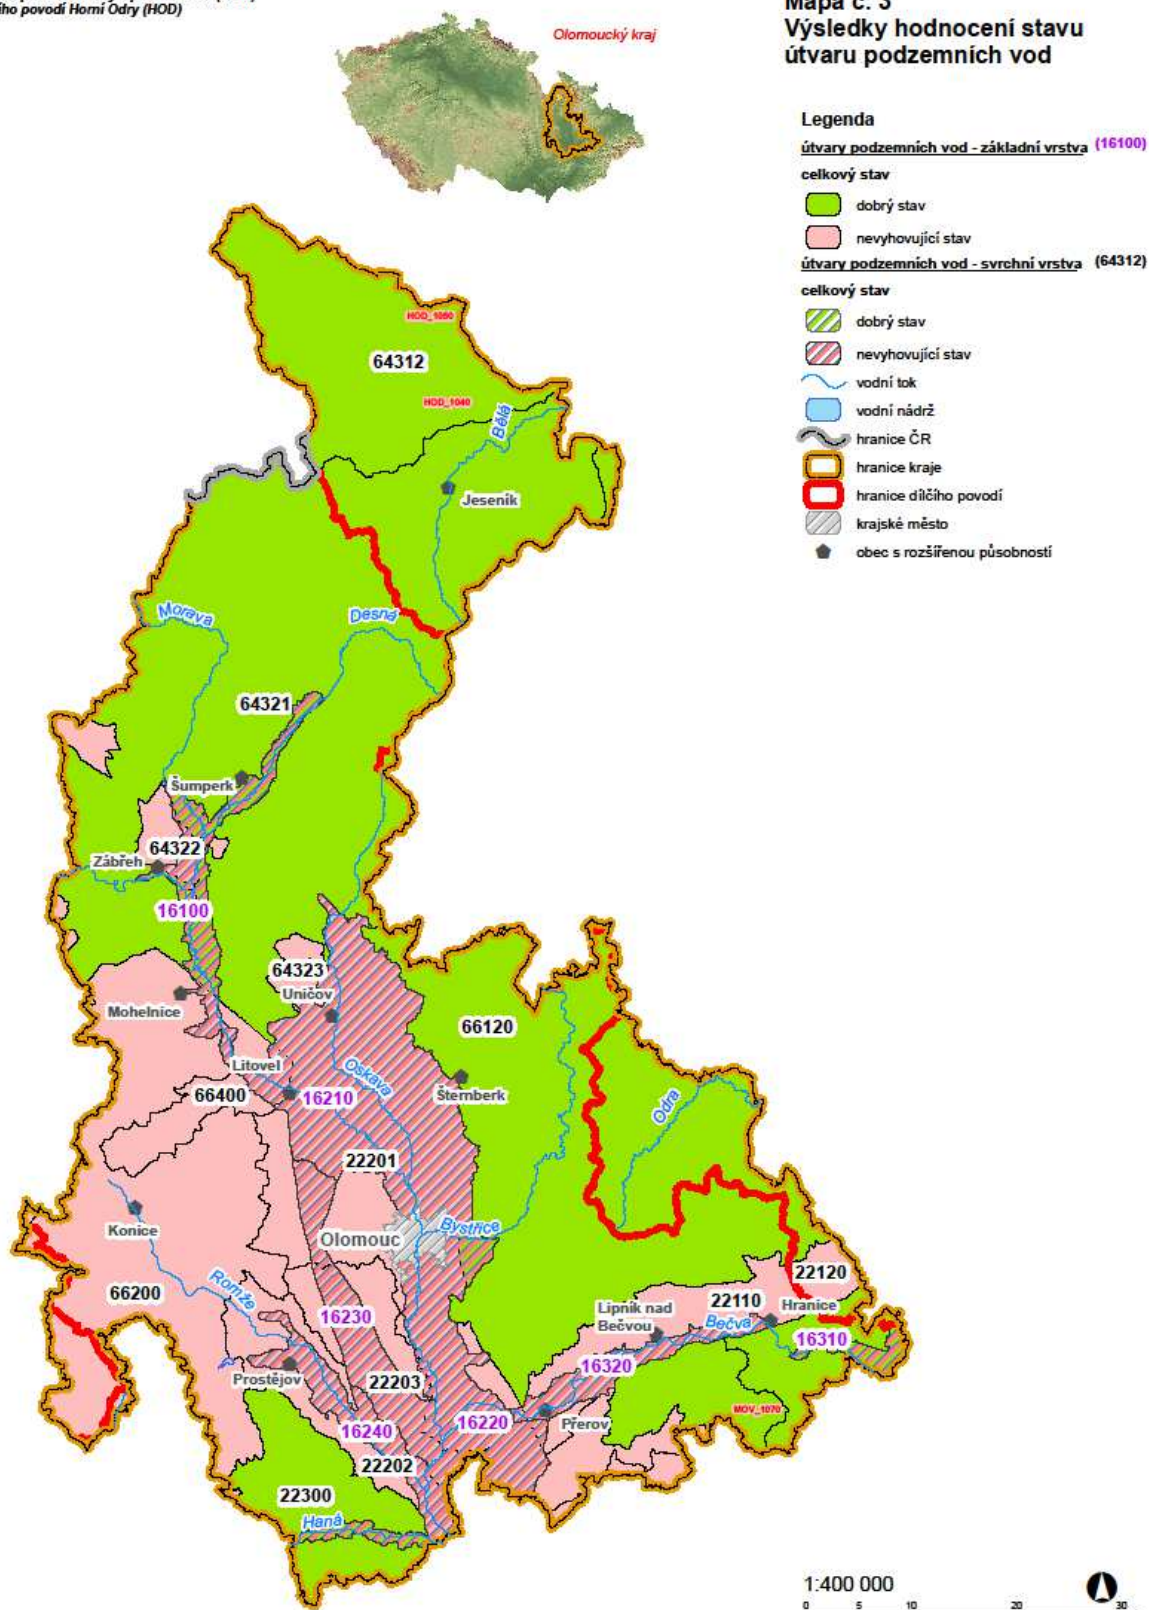 ího povodí Horní Odry (HOD)
Mapa č. 3
Výsledky hodnocení stavu
útvaru podzemních vod
Olomoucký kraj
Legenda
útvary podzemních vod - základní vrstva (16100)
celkový stav
dobrý stav
nevyhovující stav
útvary podzemních vod - svrchní vrstva (64312)
celkový stav
dobrý stav
nevyhovující stav
vodní tok
vodní nádrž
hranice ČR
hranice kraje
hranice dílčího povodí
krajské město
obec s rozšířenou působností
HOD_1050
64312
HOD_1040
Bělá
Jeseník
Morava
Desná
64321
Šumperk
64322
Zábřeh
16100
64323
Uničov
Mohelnice
66120
Litovel
Oskava
66400
16210
Šternberk
Odra
22201
Konice
Olomouc
Bystřice
66200
Romže
22120
22110
Hranice
Lipník nad
Bečvou
Bečva
16230
16310
16320
Prostějov
22203
MOV_1070
16240
16220
Přerov
22202
22300
Haná
1:400 000
0 5 10 20 30